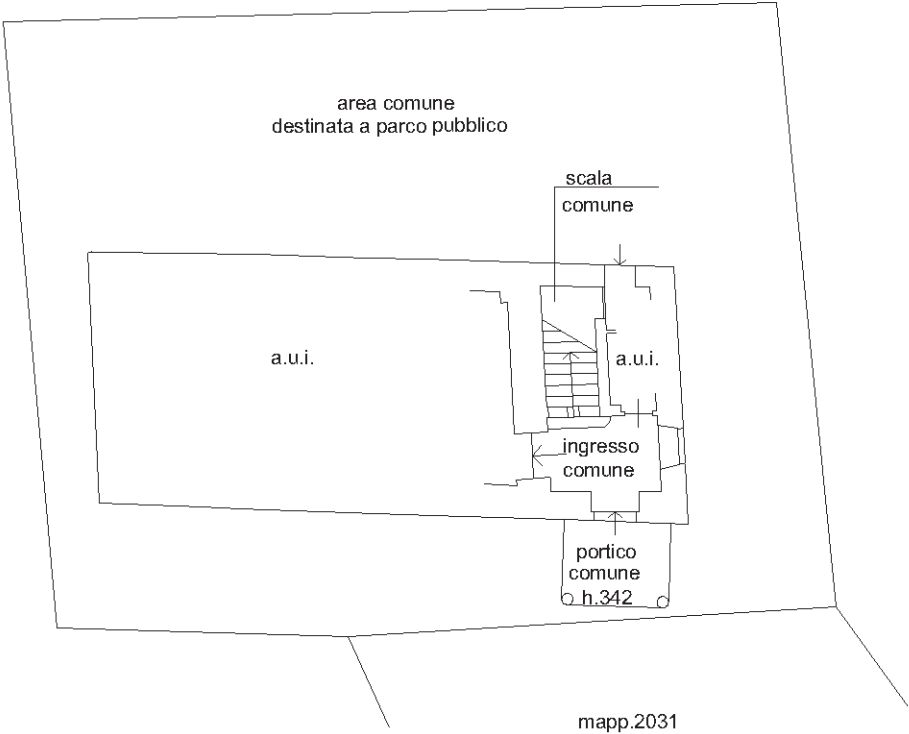 area comune
destinata a parco pubblico
scala
comune
a.u.i.
a.u.i.
ingresso
comune
portico
comune
h.342
mapp.2031